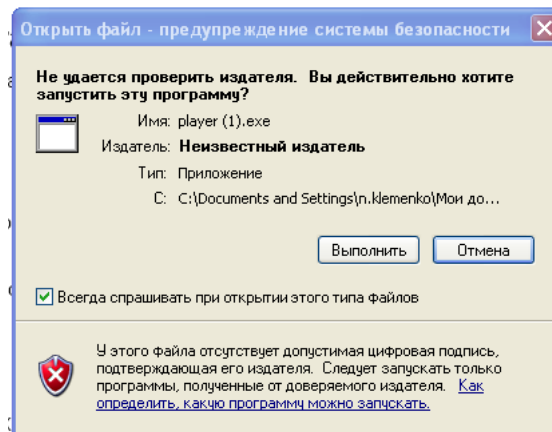 Открыть файл - предупреждение системы безопасности
Не удается проверить издателя. Вы действительно хотите
запустить эту программу?
Имя: player (1).exe
Издатель: Неизвестный издатель
Тип: Приложение
С: C:\Documents and Settings\n.klemenko\Мои до...
Выполнить Отмена
Всегда спрашивать при открытии этого типа файлов
У этого файла отсутствует допустимая цифровая подпись,
подтверждающая его издателя. Следует запускать только
программы, полученные от доверяемого издателя. Как
определить, какую программу можно запускать.